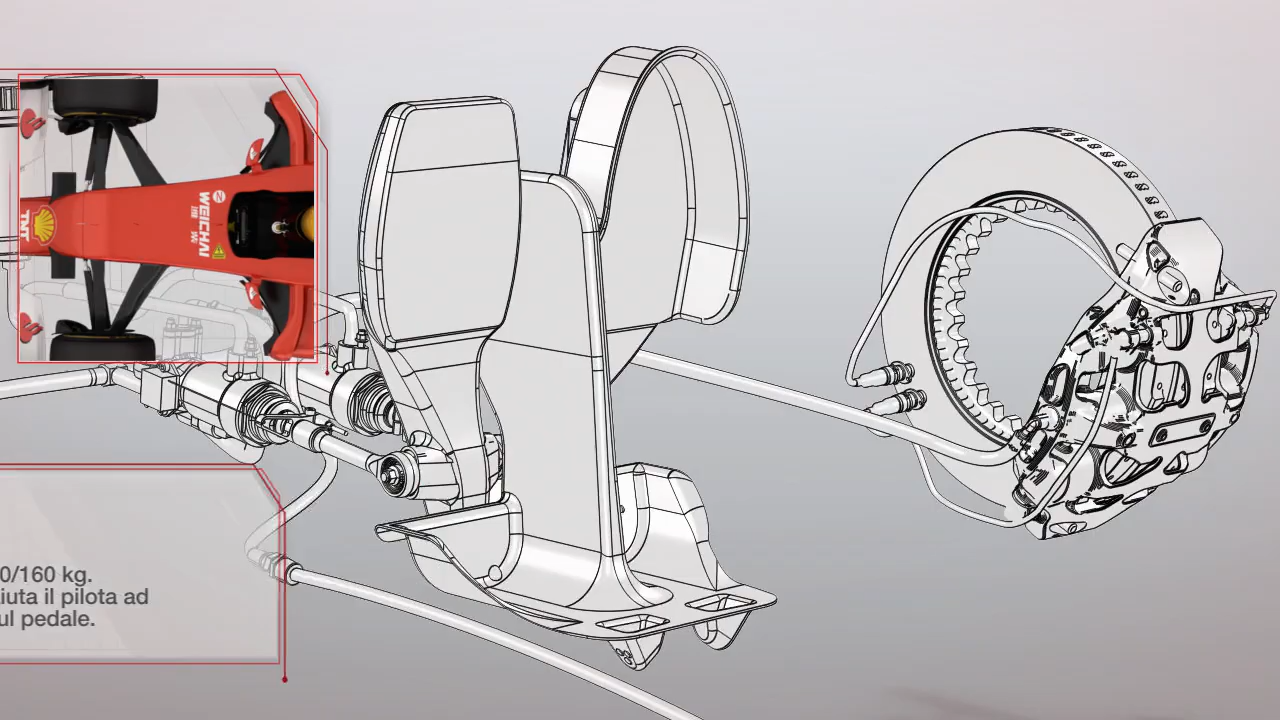 WEICHAI
TNT
0/160 kg.
iuta il pilota ad
ul pedale.